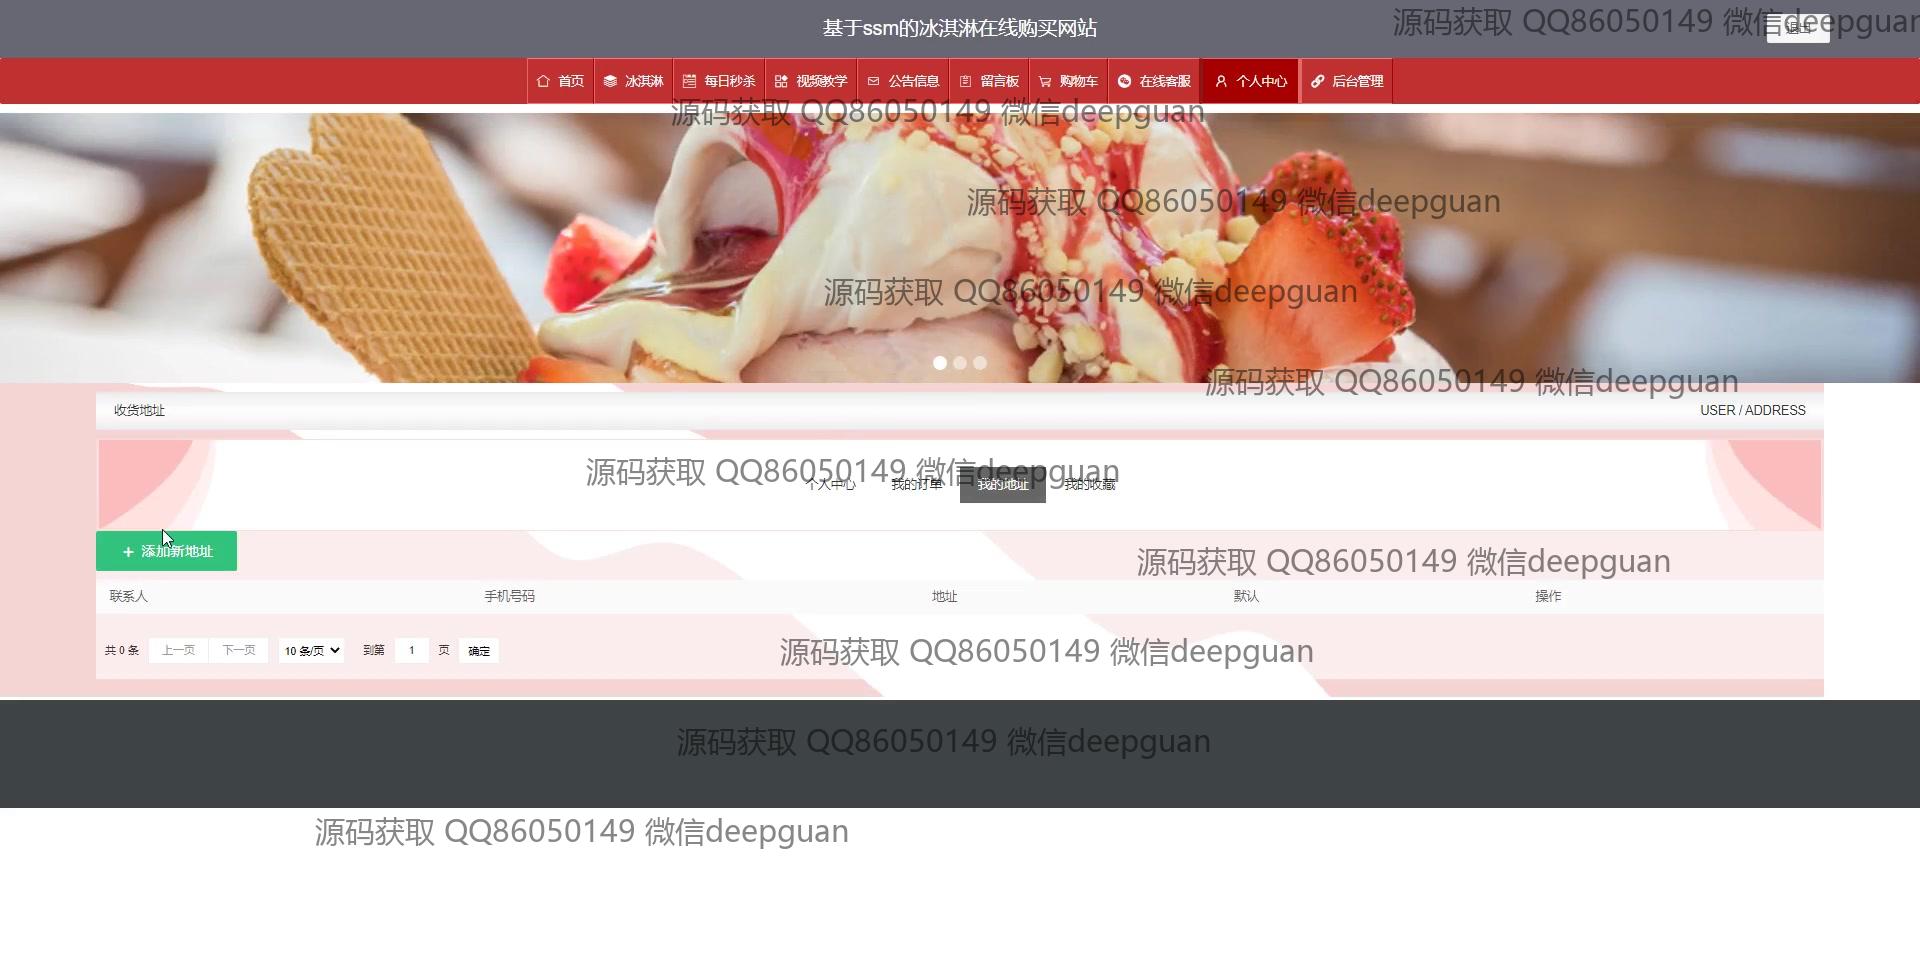 基于ssm的冰淇淋在线购买网站
源码获取 QQ86050149 微信deepguan
退出
首页 冰淇淋 每日秒杀 视频教学 公告信息 留言板 购物车 在线客服 个人中心 后台管理
源码获取 QQ86050149 微信deepguan
源码获取 QQ86050149 微信deepguan
源码获取 QQ86050149 微信deepguan
源码获取 QQ86050149 微信deepguan
收货地址 USER / ADDRESS
源码获取 QQ86050149 微信deepguan
个人中心 我的订单 我的地址 我的收藏
+ 添加新地址
源码获取 QQ86050149 微信deepguan
联系人 手机号码 地址 默认 操作
共 0 条 上一页 下一页 10 条/页 到第 1 页 确定
源码获取 QQ86050149 微信deepguan
源码获取 QQ86050149 微信deepguan
源码获取 QQ86050149 微信deepguan